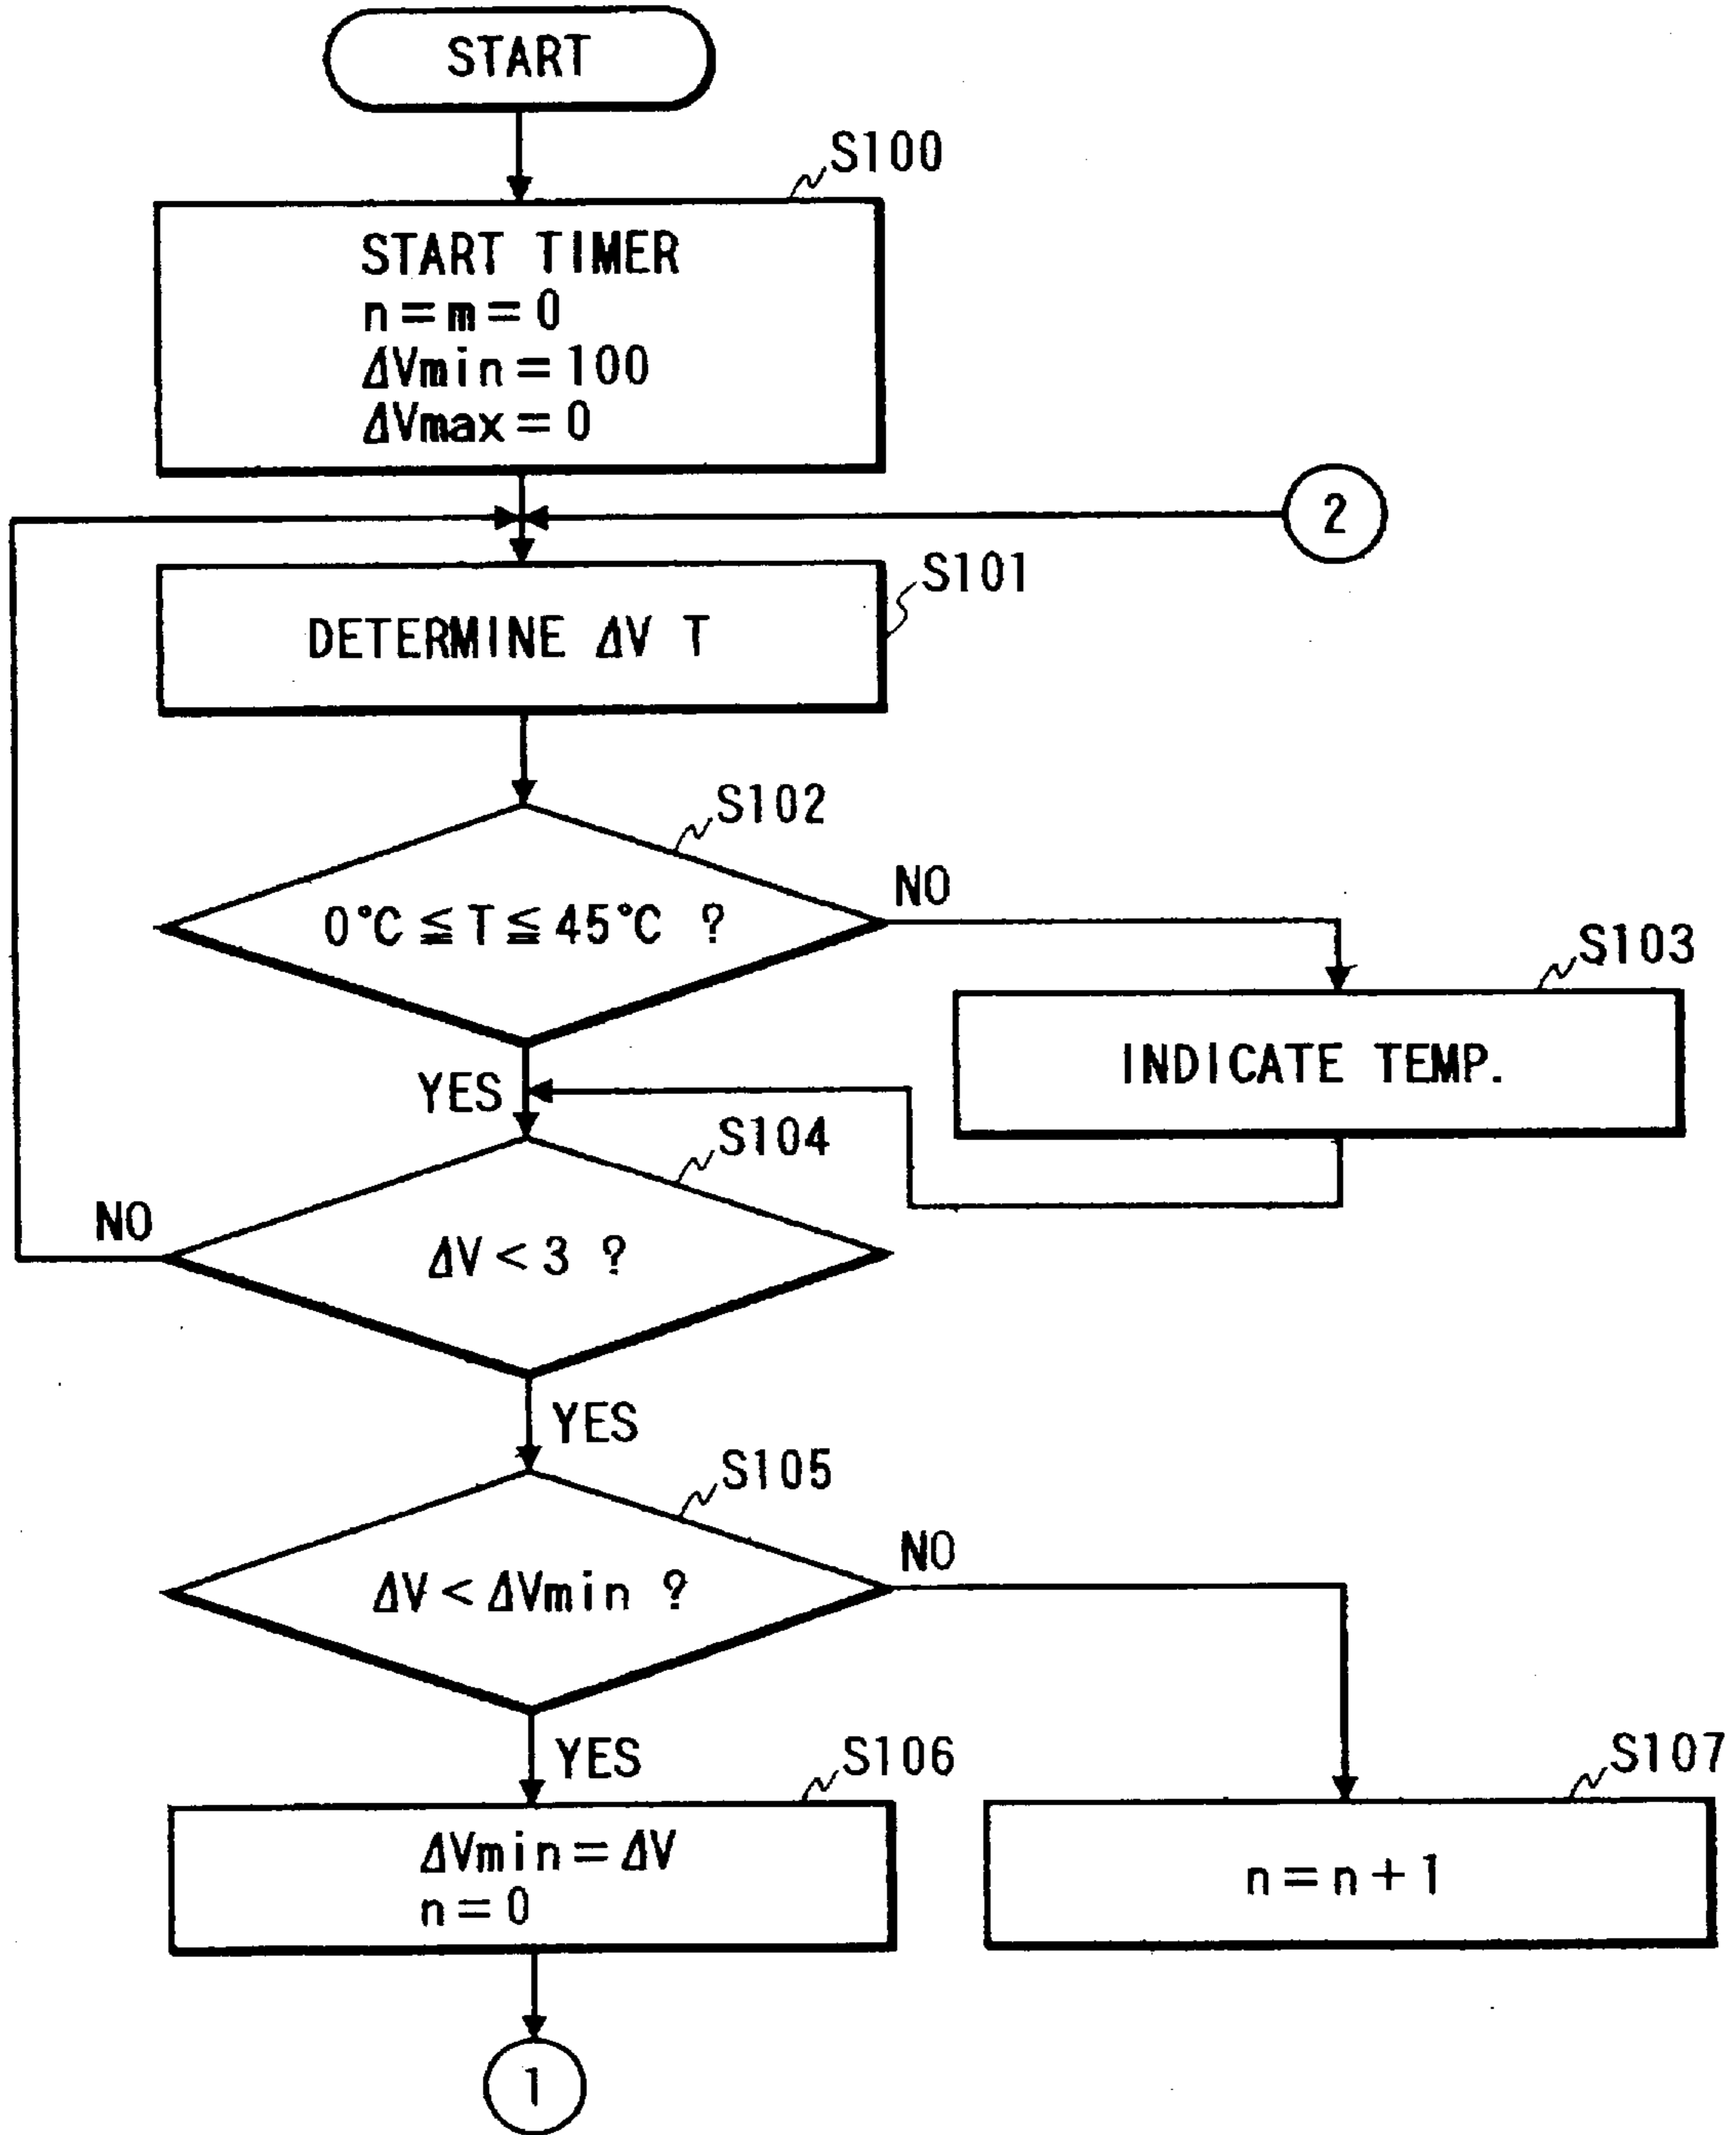 START
S100
START TIMER
n=m=0
ΔVmin=100
ΔVmax=0
2
S101
DETERMINE ΔV T
S102
0°C≦T≦45°C ?
NO
S103
INDICATE TEMP.
YES
S104
NO
ΔV<3 ?
YES
S105
NO
ΔV<ΔVmin ?
YES
S106
S107
ΔVmin=ΔV
n=0
n=n+1
1